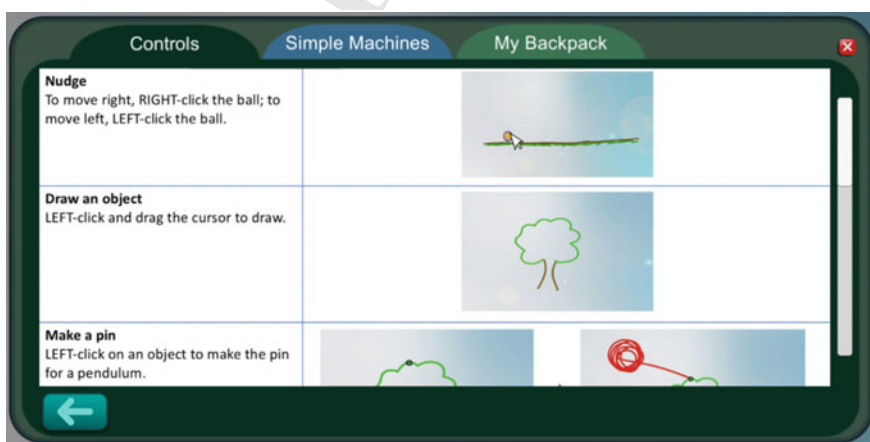 Controls
Simple Machines
My Backpack
Nudge
To move right, RIGHT-click the ball; to
move left, LEFT-click the ball.
Draw an object
LEFT-click and drag the cursor to draw.
Make a pin
LEFT-click on an object to make the pin
for a pendulum.